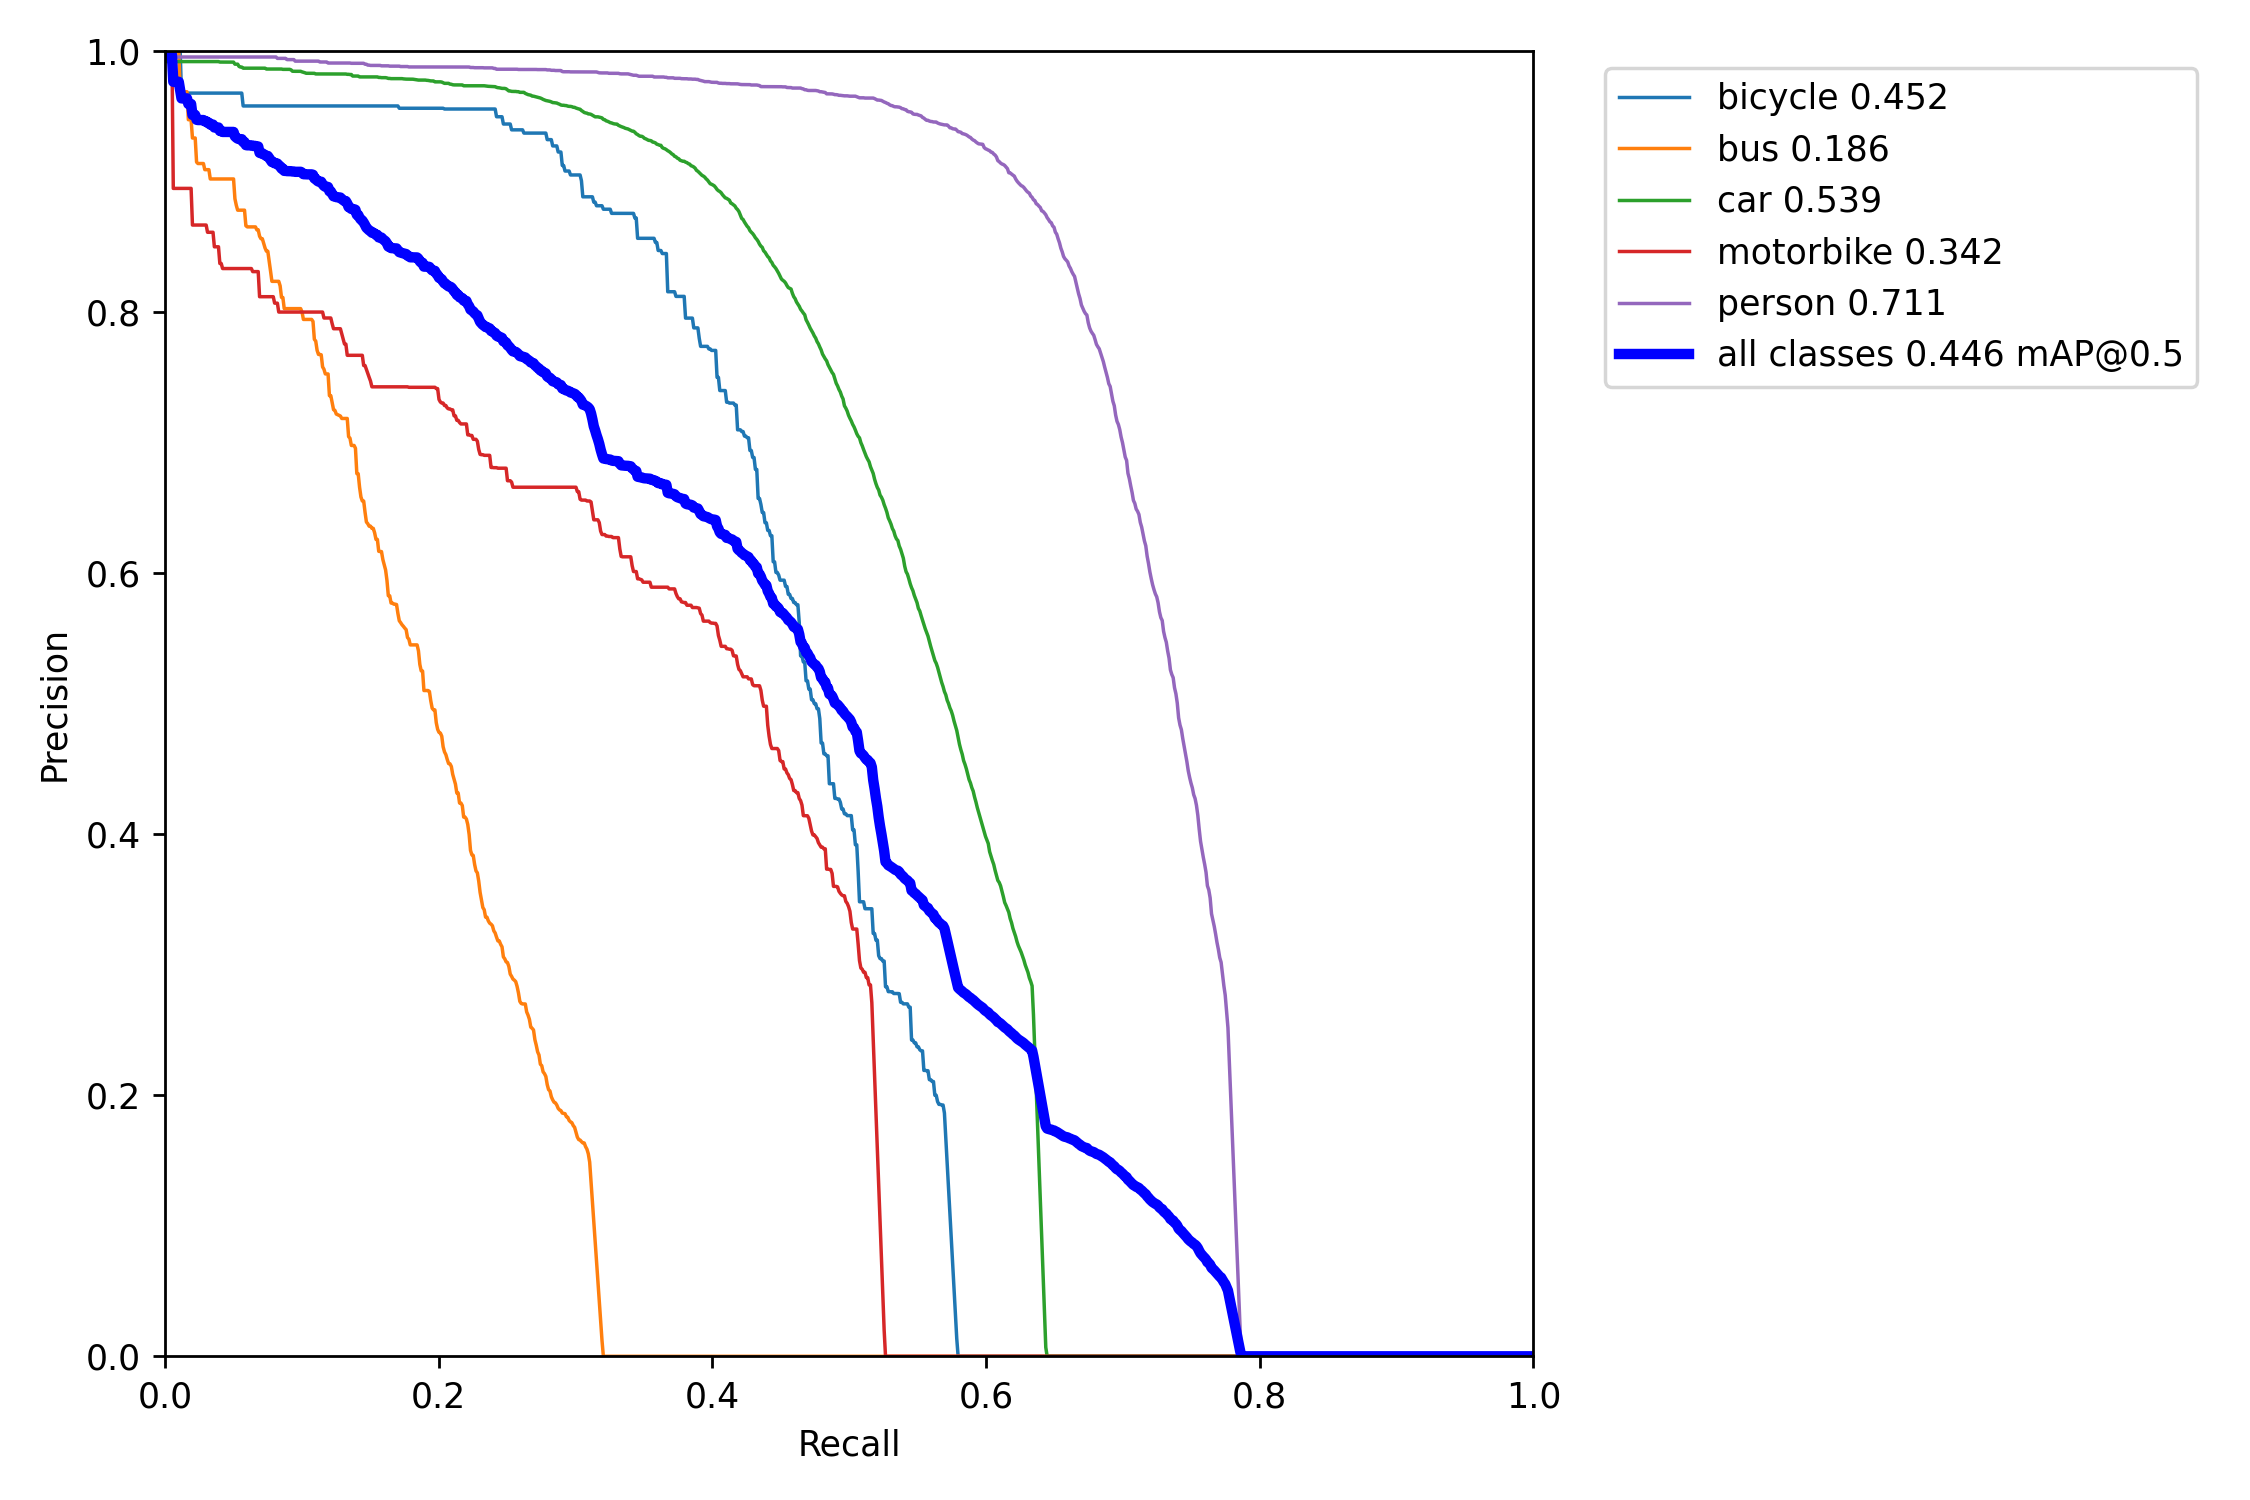 1.0
0.8
0.6
0.4
0.2
0.0
Precision
0.0 0.2 0.4 0.6 0.8 1.0
Recall
bicycle 0.452
bus 0.186
car 0.539
motorbike 0.342
person 0.711
all classes 0.446 mAP@0.5